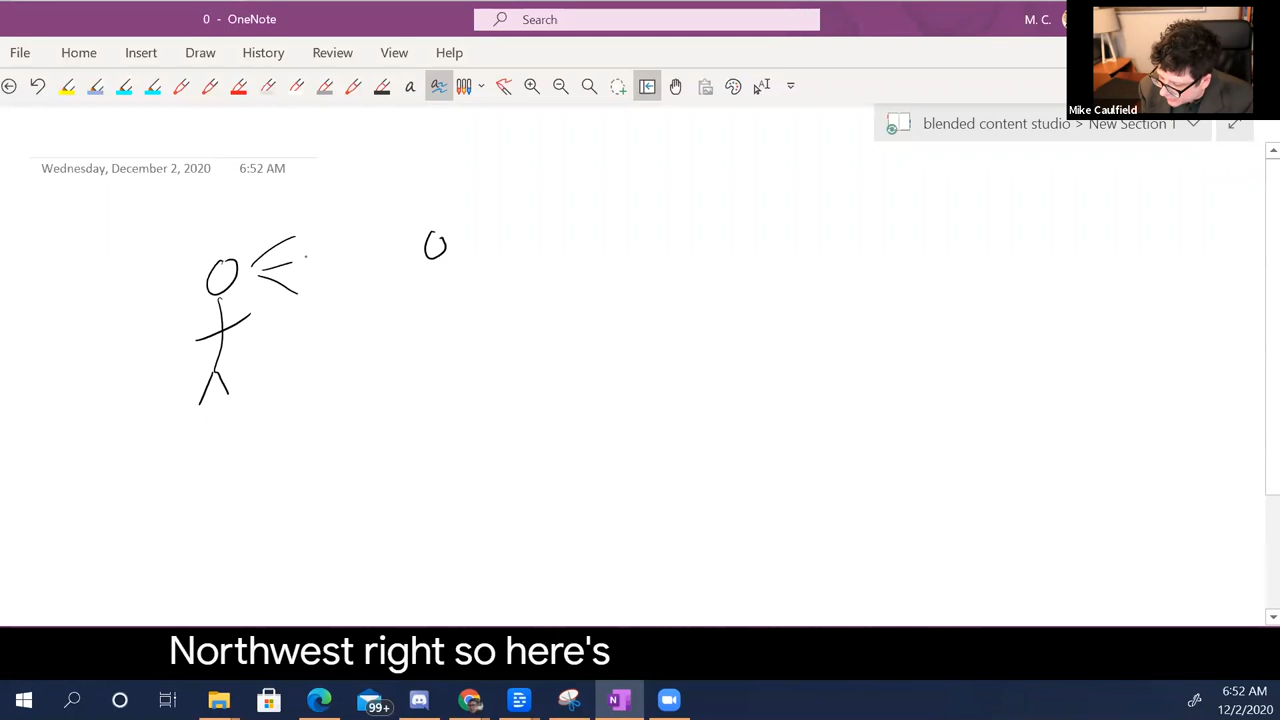 0 - OneNote
Search
M. C.
File Home Insert Draw History Review View Help
Mike Caulfield
blended content studio > New Section 1
Wednesday, December 2, 2020 6:52 AM
Northwest right so here's
99+
N
6:52 AM
12/2/2020